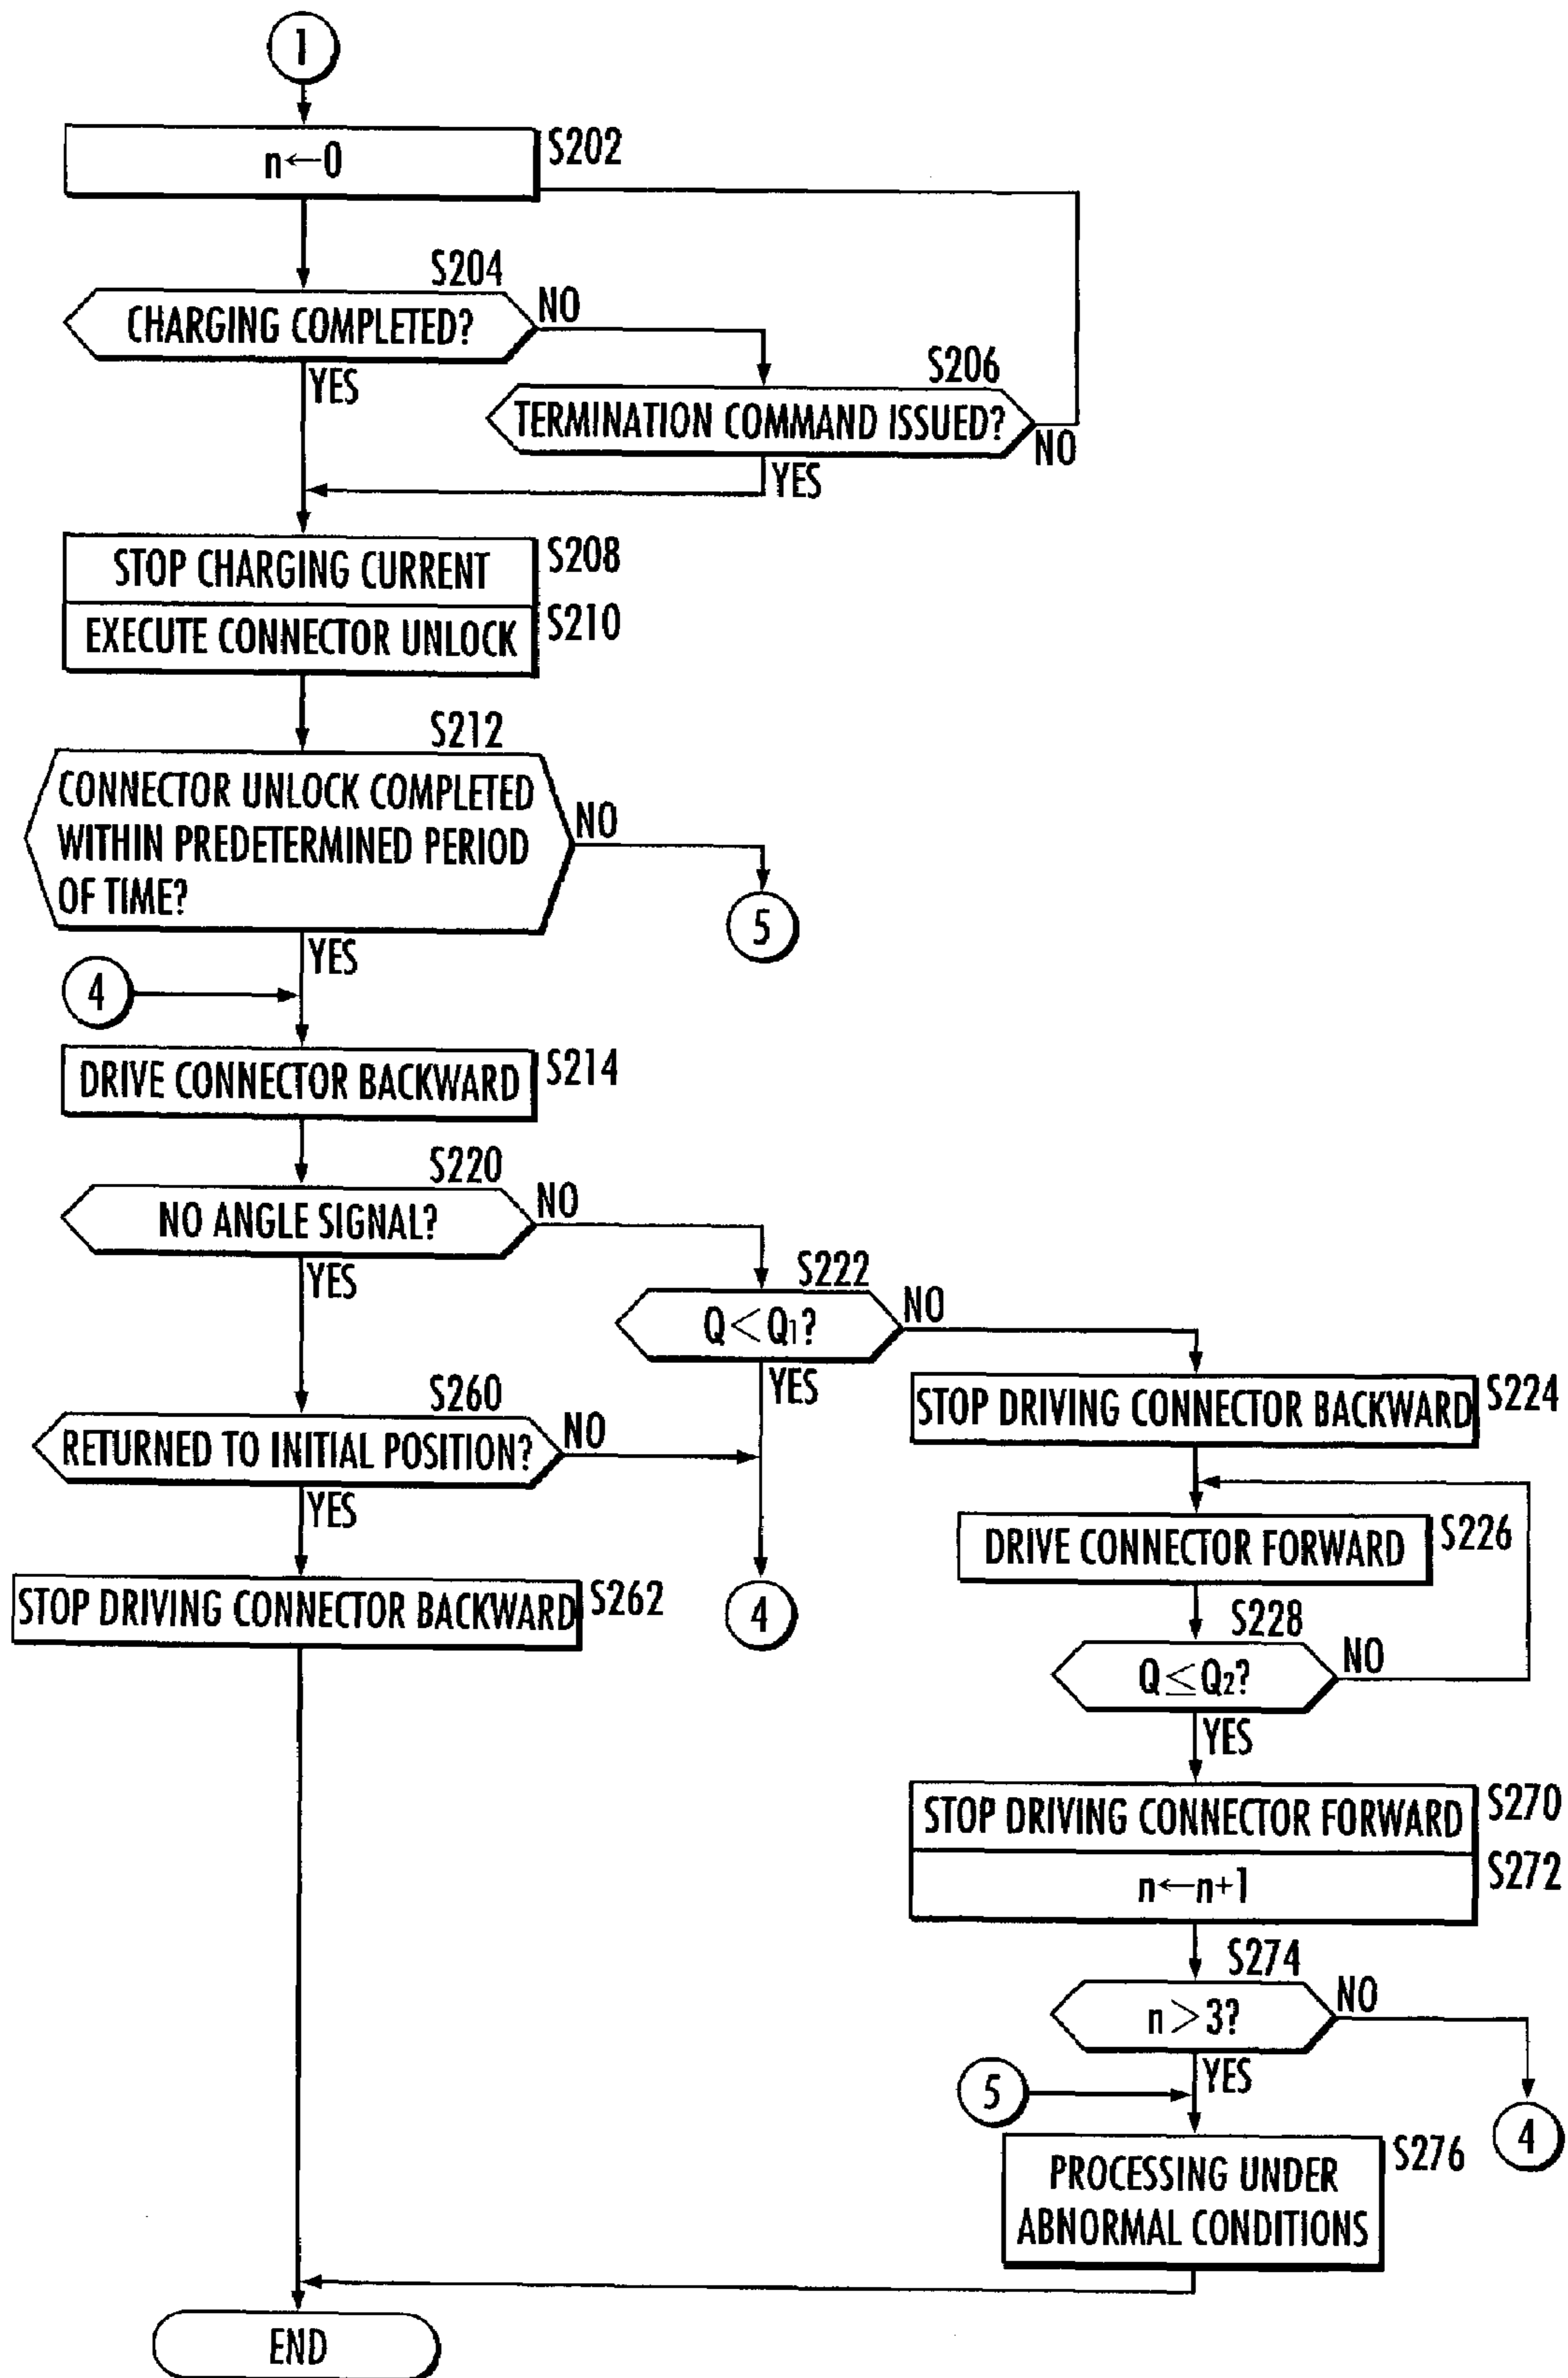 1
n←0
S202
S204
CHARGING COMPLETED?
NO
YES
S206
TERMINATION COMMAND ISSUED?
NO
YES
STOP CHARGING CURRENT
S208
EXECUTE CONNECTOR UNLOCK
S210
S212
CONNECTOR UNLOCK COMPLETED
WITHIN PREDETERMINED PERIOD
OF TIME?
NO
5
YES
4
DRIVE CONNECTOR BACKWARD
S214
S220
NO ANGLE SIGNAL?
NO
YES
S222
Q<Q1?
NO
YES
STOP DRIVING CONNECTOR BACKWARD
S224
S260
RETURNED TO INITIAL POSITION?
NO
YES
DRIVE CONNECTOR FORWARD
S226
STOP DRIVING CONNECTOR BACKWARD
S262
4
S228
Q≤Q2?
NO
YES
STOP DRIVING CONNECTOR FORWARD
S270
n←n+1
S272
S274
n>3?
NO
YES
5
4
PROCESSING UNDER
ABNORMAL CONDITIONS
S276
END